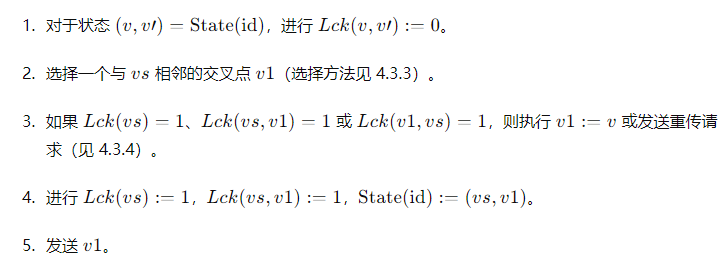 1. 对于状态 (v, v′) = State(id)，进行 Lck(v, v′) := 0。
2. 选择一个与 vs 相邻的交叉点 v1（选择方法见 4.3.3）。
3. 如果 Lck(vs) = 1、Lck(vs, v1) = 1 或 Lck(v1, vs) = 1，则执行 v1 := v 或发送重传请
求（见 4.3.4）。
4. 进行 Lck(vs) := 1，Lck(vs, v1) := 1，State(id) := (vs, v1)。
5. 发送 v1。